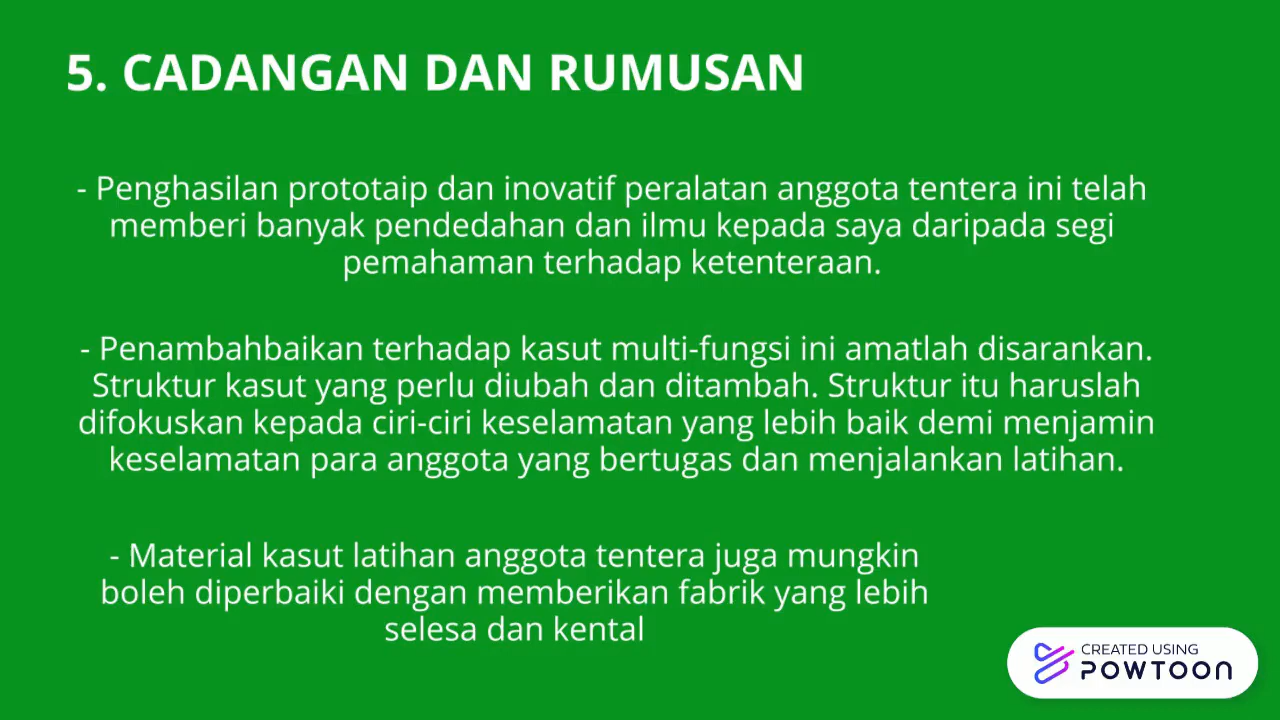 5. CADANGAN DAN RUMUSAN
- Penghasilan prototaip dan inovatif peralatan anggota tentera ini telah
memberi banyak pendedahan dan ilmu kepada saya daripada segi
pemahaman terhadap ketenteraan.
- Penambahbaikan terhadap kasut multi-fungsi ini amatlah disarankan.
Struktur kasut yang perlu diubah dan ditambah. Struktur itu haruslah
difokuskan kepada ciri-ciri keselamatan yang lebih baik demi menjamin
keselamatan para anggota yang bertugas dan menjalankan latihan.
- Material kasut latihan anggota tentera juga mungkin
boleh diperbaiki dengan memberikan fabrik yang lebih
selesa dan kental
CREATED USING
POWTOON